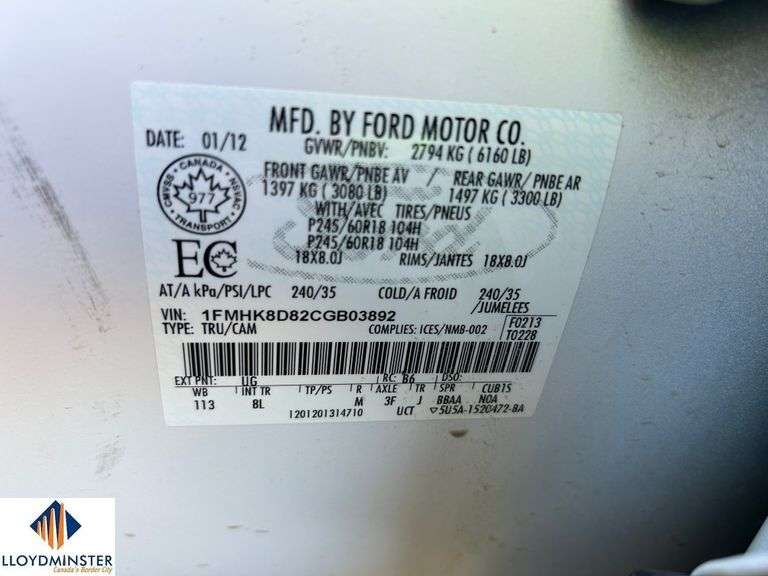 MFD. BY FORD MOTOR CO.
DATE: 01/12
GVWR/PNBV: 2794 KG ( 6160 LB)
FRONT GAWR/PNBE AV
1397 KG ( 3080 LB)
REAR GAWR/ PNBE AR
1497 KG ( 3300 LB)
CANADA
CMVSS NSVAC
977
TRANSPORT
WITH/AVEC TIRES/PNEUS
P245/60R18 104H
P245/60R18 104H
18X8.0J RIMS/JANTES 18X8.0J
EC
AT/A kPa/PSI/LPC 240/35 COLD/A FROID 240/35
/JUMELEES
VIN: 1FMHK8D82CGB03892
TYPE: TRU/CAM COMPLIES: ICES/NMB-002
F0213
T0228
EXT PNT: UG RC: B6 DSO:
WB INT TR TP/PS R AXLE TR SPR CUBTS
113 8L M 3F J BBAA NOA
1201201314710 UCT ▽5U5A-1520472-BA
LLOYDMINSTER
Canada's Border City